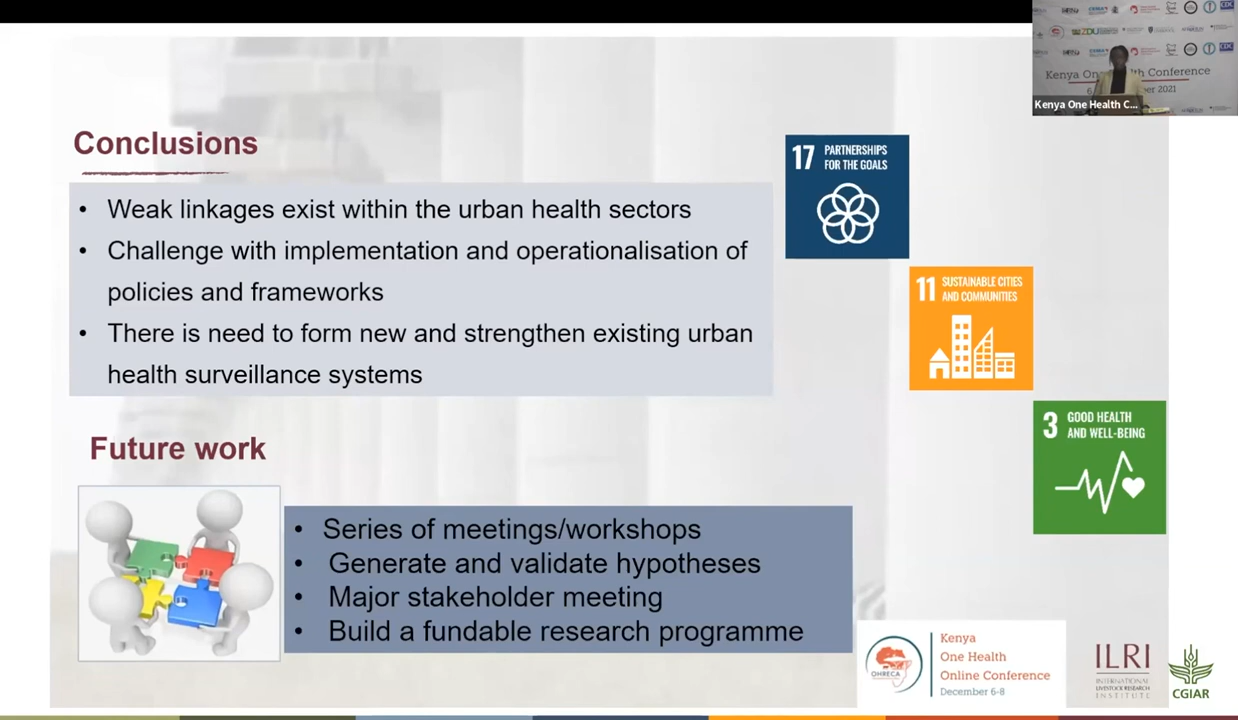 Conclusions
• Weak linkages exist within the urban health sectors
• Challenge with implementation and operationalisation of
policies and frameworks
• There is need to form new and strengthen existing urban
health surveillance systems
Future work
• Series of meetings/workshops
• Generate and validate hypotheses
• Major stakeholder meeting
• Build a fundable research programme
17 PARTNERSHIPS
FOR THE GOALS
11 SUSTAINABLE CITIES
AND COMMUNITIES
3 GOOD HEALTH
AND WELL-BEING
Kenya One Health C...
OHRECA
Kenya
One Health
Online Conference
December 6-8
ILRI
INTERNATIONAL
LIVESTOCK RESEARCH
INSTITUTE
CGIAR